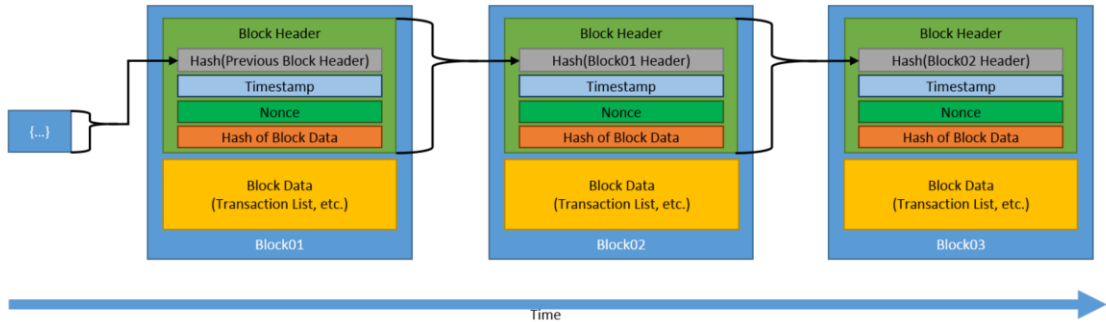 {...}
Block Header
Hash(Previous Block Header)
Timestamp
Nonce
Hash of Block Data
Block Data
(Transaction List, etc.)
Block01
Block Header
Hash(Block01 Header)
Timestamp
Nonce
Hash of Block Data
Block Data
(Transaction List, etc.)
Block02
Block Header
Hash(Block02 Header)
Timestamp
Nonce
Hash of Block Data
Block Data
(Transaction List, etc.)
Block03
Time